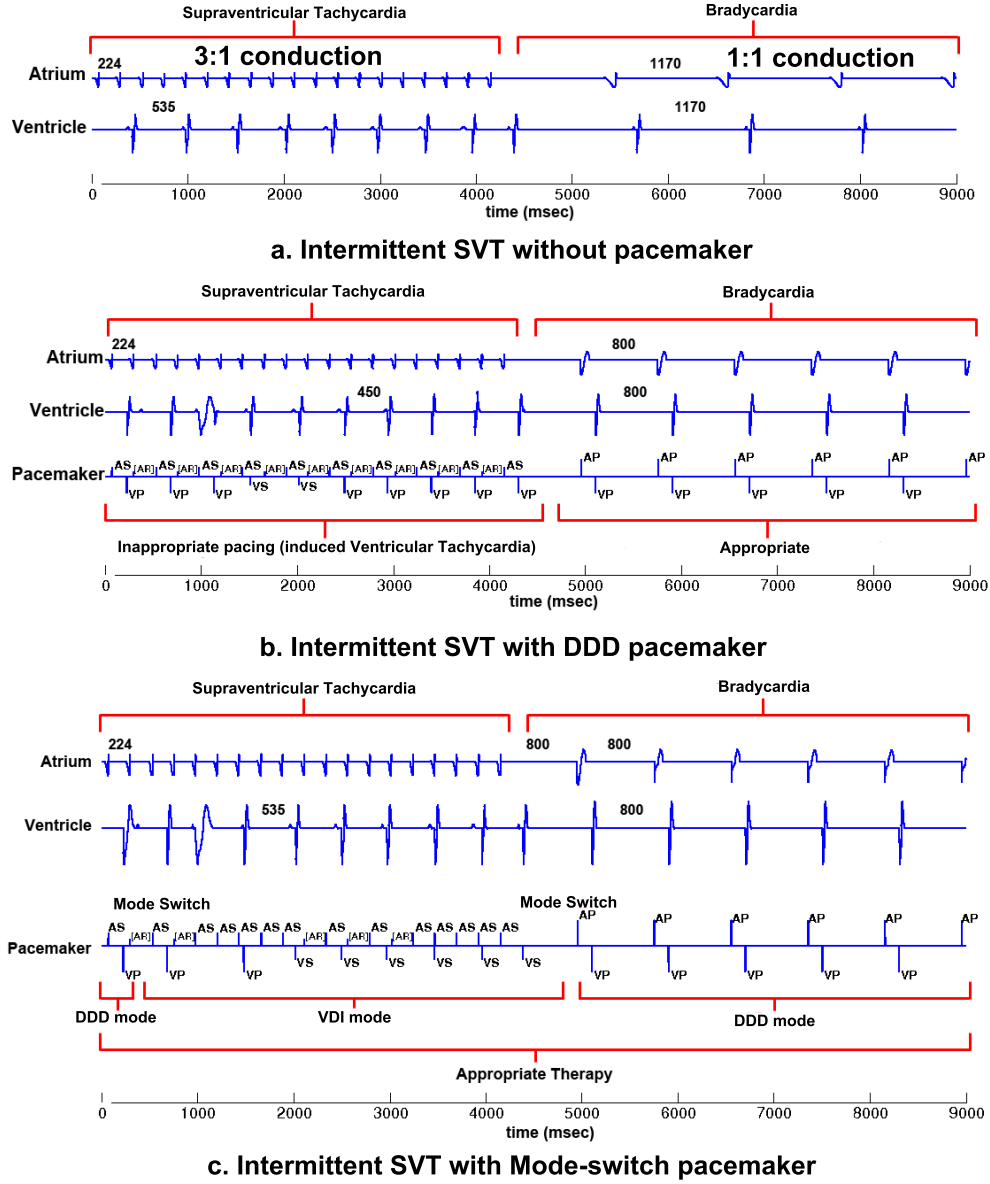 Supraventricular Tachycardia
Bradycardia
224
3:1 conduction
1170
1:1 conduction
Atrium
535
1170
Ventricle
0 1000 2000 3000 4000 5000 6000 7000 8000 9000
time (msec)
a. Intermittent SVT without pacemaker
Supraventricular Tachycardia
Bradycardia
224
800
Atrium
450
800
Ventricle
AS [AR] AS [AR] AS [AR] AS [AR] AS [AR] AS [AR] AS [AR] AS [AR] AS [AR] AS AP AP AP AP AP AP
Pacemaker
VP VP VP VS VS VP VP VP VP VP VP VP VP VP VP
Inappropriate pacing (induced Ventricular Tachycardia)
Appropriate
0 1000 2000 3000 4000 5000 6000 7000 8000 9000
time (msec)
b. Intermittent SVT with DDD pacemaker
Supraventricular Tachycardia
Bradycardia
224
800
800
Atrium
535
800
Ventricle
Mode Switch
Mode Switch
AS [AR] AS [AR] AS AS AS AS AS [AR] AS [AR] AS [AR] AS AS AS AS AS AP AP AP AP AP AP
Pacemaker
VP VP VP VS VS VS VS VS VS VP VP VP VP VP
DDD mode
VDI mode
DDD mode
Appropriate Therapy
0 1000 2000 3000 4000 5000 6000 7000 8000 9000
time (msec)
c. Intermittent SVT with Mode-switch pacemaker